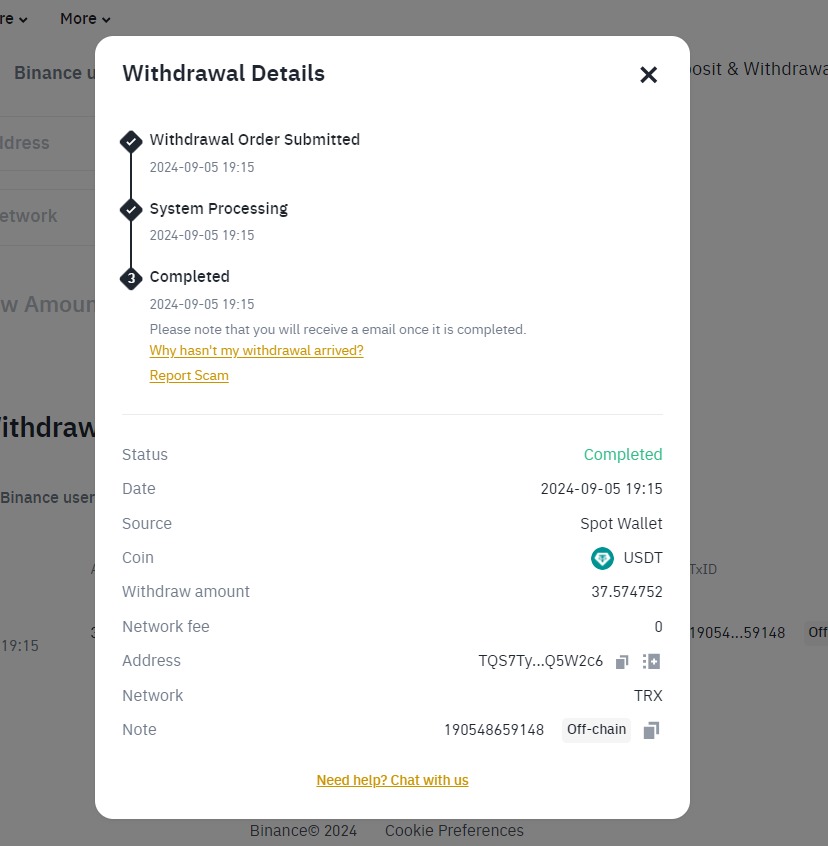 re
More
Binance u
osit & Withdrawa
ddress
etwork
w Amoun
ithdraw
Binance user
TxID
19:15
19054...59148
Off
Withdrawal Details
Withdrawal Order Submitted
2024-09-05 19:15
System Processing
2024-09-05 19:15
3
Completed
2024-09-05 19:15
Please note that you will receive a email once it is completed.
Why hasn't my withdrawal arrived?
Report Scam
Status Completed
Date 2024-09-05 19:15
Source Spot Wallet
Coin USDT
Withdraw amount 37.574752
Network fee 0
Address TQS7Ty...Q5W2c6
Network TRX
Note 190548659148 Off-chain
Need help? Chat with us
Binance© 2024 Cookie Preferences